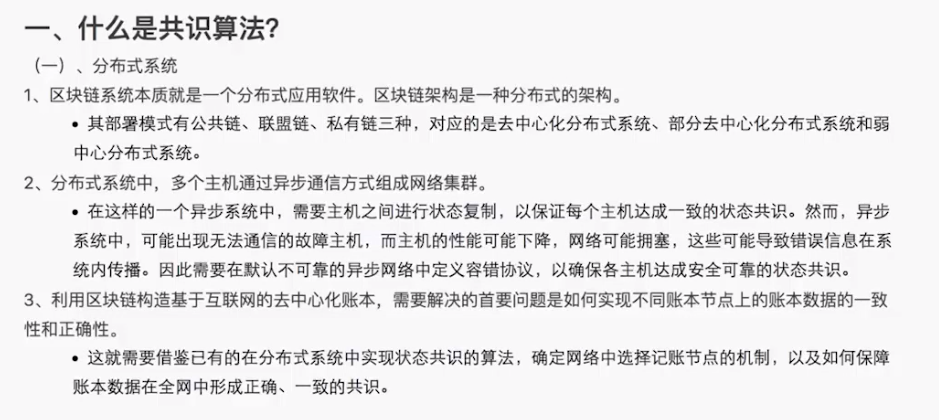 一、什么是共识算法?
（一）、分布式系统
1、区块链系统本质就是一个分布式应用软件。区块链架构是一种分布式的架构。
• 其部署模式有公共链、联盟链、私有链三种，对应的是去中心化分布式系统、部分去中心化分布式系统和弱
中心分布式系统。
2、分布式系统中，多个主机通过异步通信方式组成网络集群。
• 在这样的一个异步系统中，需要主机之间进行状态复制，以保证每个主机达成一致的状态共识。然而，异步
系统中，可能出现无法通信的故障主机，而主机的性能可能下降，网络可能拥塞，这些可能导致错误信息在系
统内传播。因此需要在默认不可靠的异步网络中定义容错协议，以确保各主机达成安全可靠的状态共识。
3、利用区块链构造基于互联网的去中心化账本，需要解决的首要问题是如何实现不同账本节点上的账本数据的一致
性和正确性。
• 这就需要借鉴已有的在分布式系统中实现状态共识的算法，确定网络中选择记账节点的机制，以及如何保障
账本数据在全网中形成正确、一致的共识。